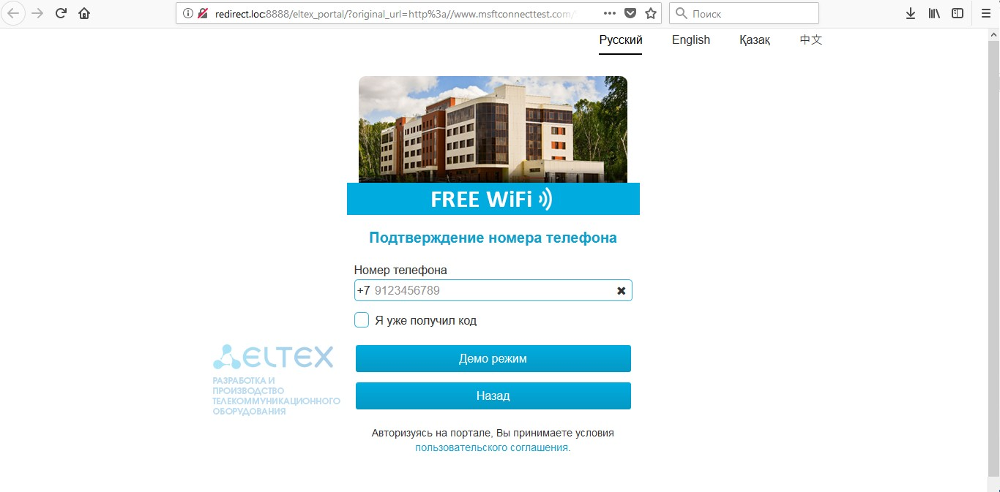 redirect.loc:8888/eltex_portal/?original_url=http%3a//www.msftconnecttest.com/
Поиск
Русский English Қазақ 中文
FREE WiFi
Подтверждение номера телефона
Номер телефона
+7 9123456789
Я уже получил код
ELTEX
РАЗРАБОТКА И
ПРОИЗВОДСТВО
ТЕЛЕКОММУНИКАЦИОННОГО
ОБОРУДОВАНИЯ
Демо режим
Назад
Авторизуясь на портале, Вы принимаете условия
пользовательского соглашения.